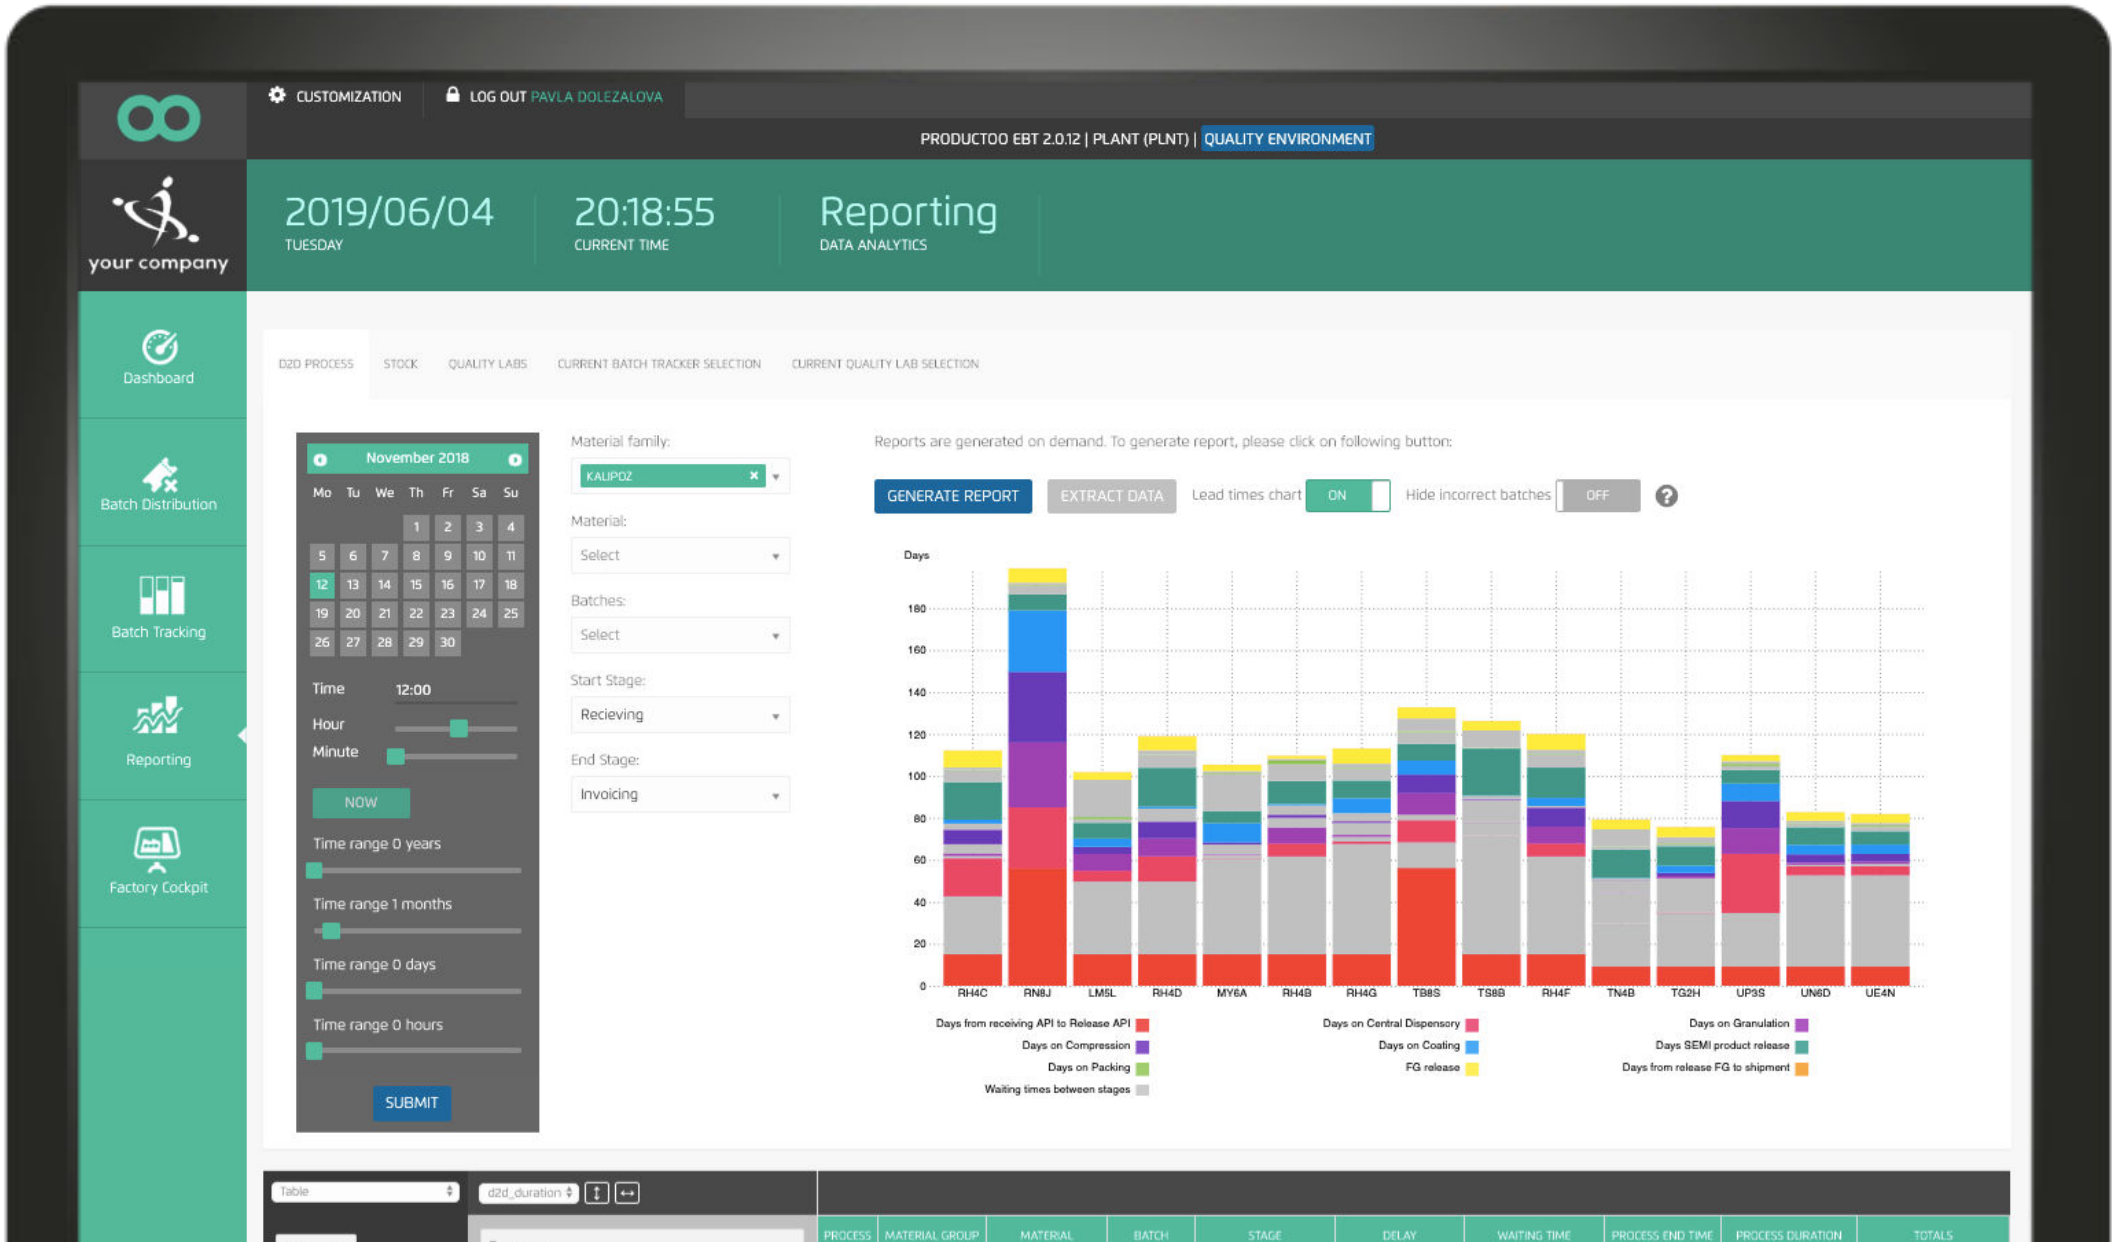 CUSTOMIZATION
LOG OUT PAVLA DOLEZALOVA
PRODUCTOO EBT 2.0.12 | PLANT (PLNT) | QUALITY ENVIRONMENT
your company
2019/06/04
TUESDAY
20:18:55
CURRENT TIME
Reporting
DATA ANALYTICS
Dashboard
Batch Distribution
Batch Tracking
Reporting
Factory Cockpit
D2D PROCESS STOCK QUALITY LABS CURRENT BATCH TRACKER SELECTION CURRENT QUALITY LAB SELECTION
November 2018
Mo Tu We Th Fr Sa Su
1 2 3 4
5 6 7 8 9 10 11
12 13 14 15 16 17 18
19 20 21 22 23 24 25
26 27 28 29 30
Time 12:00
Hour
Minute
NOW
Time range 0 years
Time range 1 months
Time range 0 days
Time range 0 hours
SUBMIT
Material family:
KALIPOZ
Material:
Select
Batches:
Select
Start Stage:
Recieving
End Stage:
Invoicing
Reports are generated on demand. To generate report, please click on following button:
GENERATE REPORT EXTRACT DATA Lead times chart ON Hide incorrect batches OFF ?
Days
180
160
140
120
100
80
60
40
20
0
RH4C RN8J LM5L RH4D MY6A RH4B RH4G TB8S TS8B RH4F TN4B TG2H UP3S UN6D UE4N
Days from receiving API to Release API Days on Central Dispensory Days on Granulation
Days on Compression Days on Coating Days SEMI product release
Days on Packing FG release Days from release FG to shipment
Waiting times between stages
Table d2d_duration
PROCESS MATERIAL GROUP MATERIAL BATCH STAGE DELAY WAITING TIME PROCESS END TIME PROCESS DURATION TOTALS